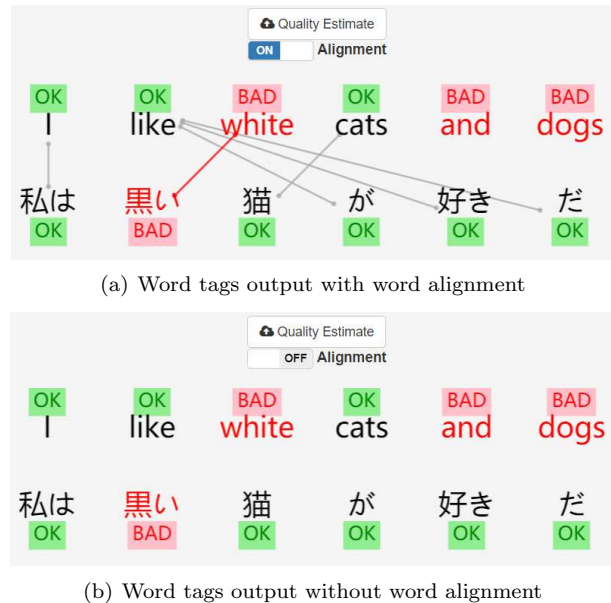 Quality Estimate
ON Alignment
OK OK BAD OK BAD BAD
I like white cats and dogs
私は 黒い 猫 が 好き だ
OK BAD OK OK OK OK
(a) Word tags output with word alignment
Quality Estimate
OFF Alignment
OK OK BAD OK BAD BAD
I like white cats and dogs
私は 黒い 猫 が 好き だ
OK BAD OK OK OK OK
(b) Word tags output without word alignment